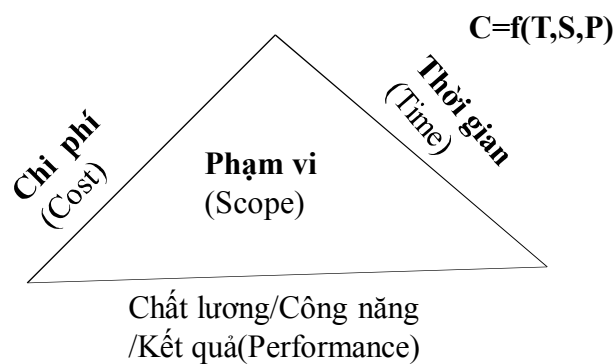 C=f(T,S,P)
Chi phí
(Cost)
Thời gian
(Time)
Phạm vi
(Scope)
Chất lương/Công năng
/Kết quả(Performance)